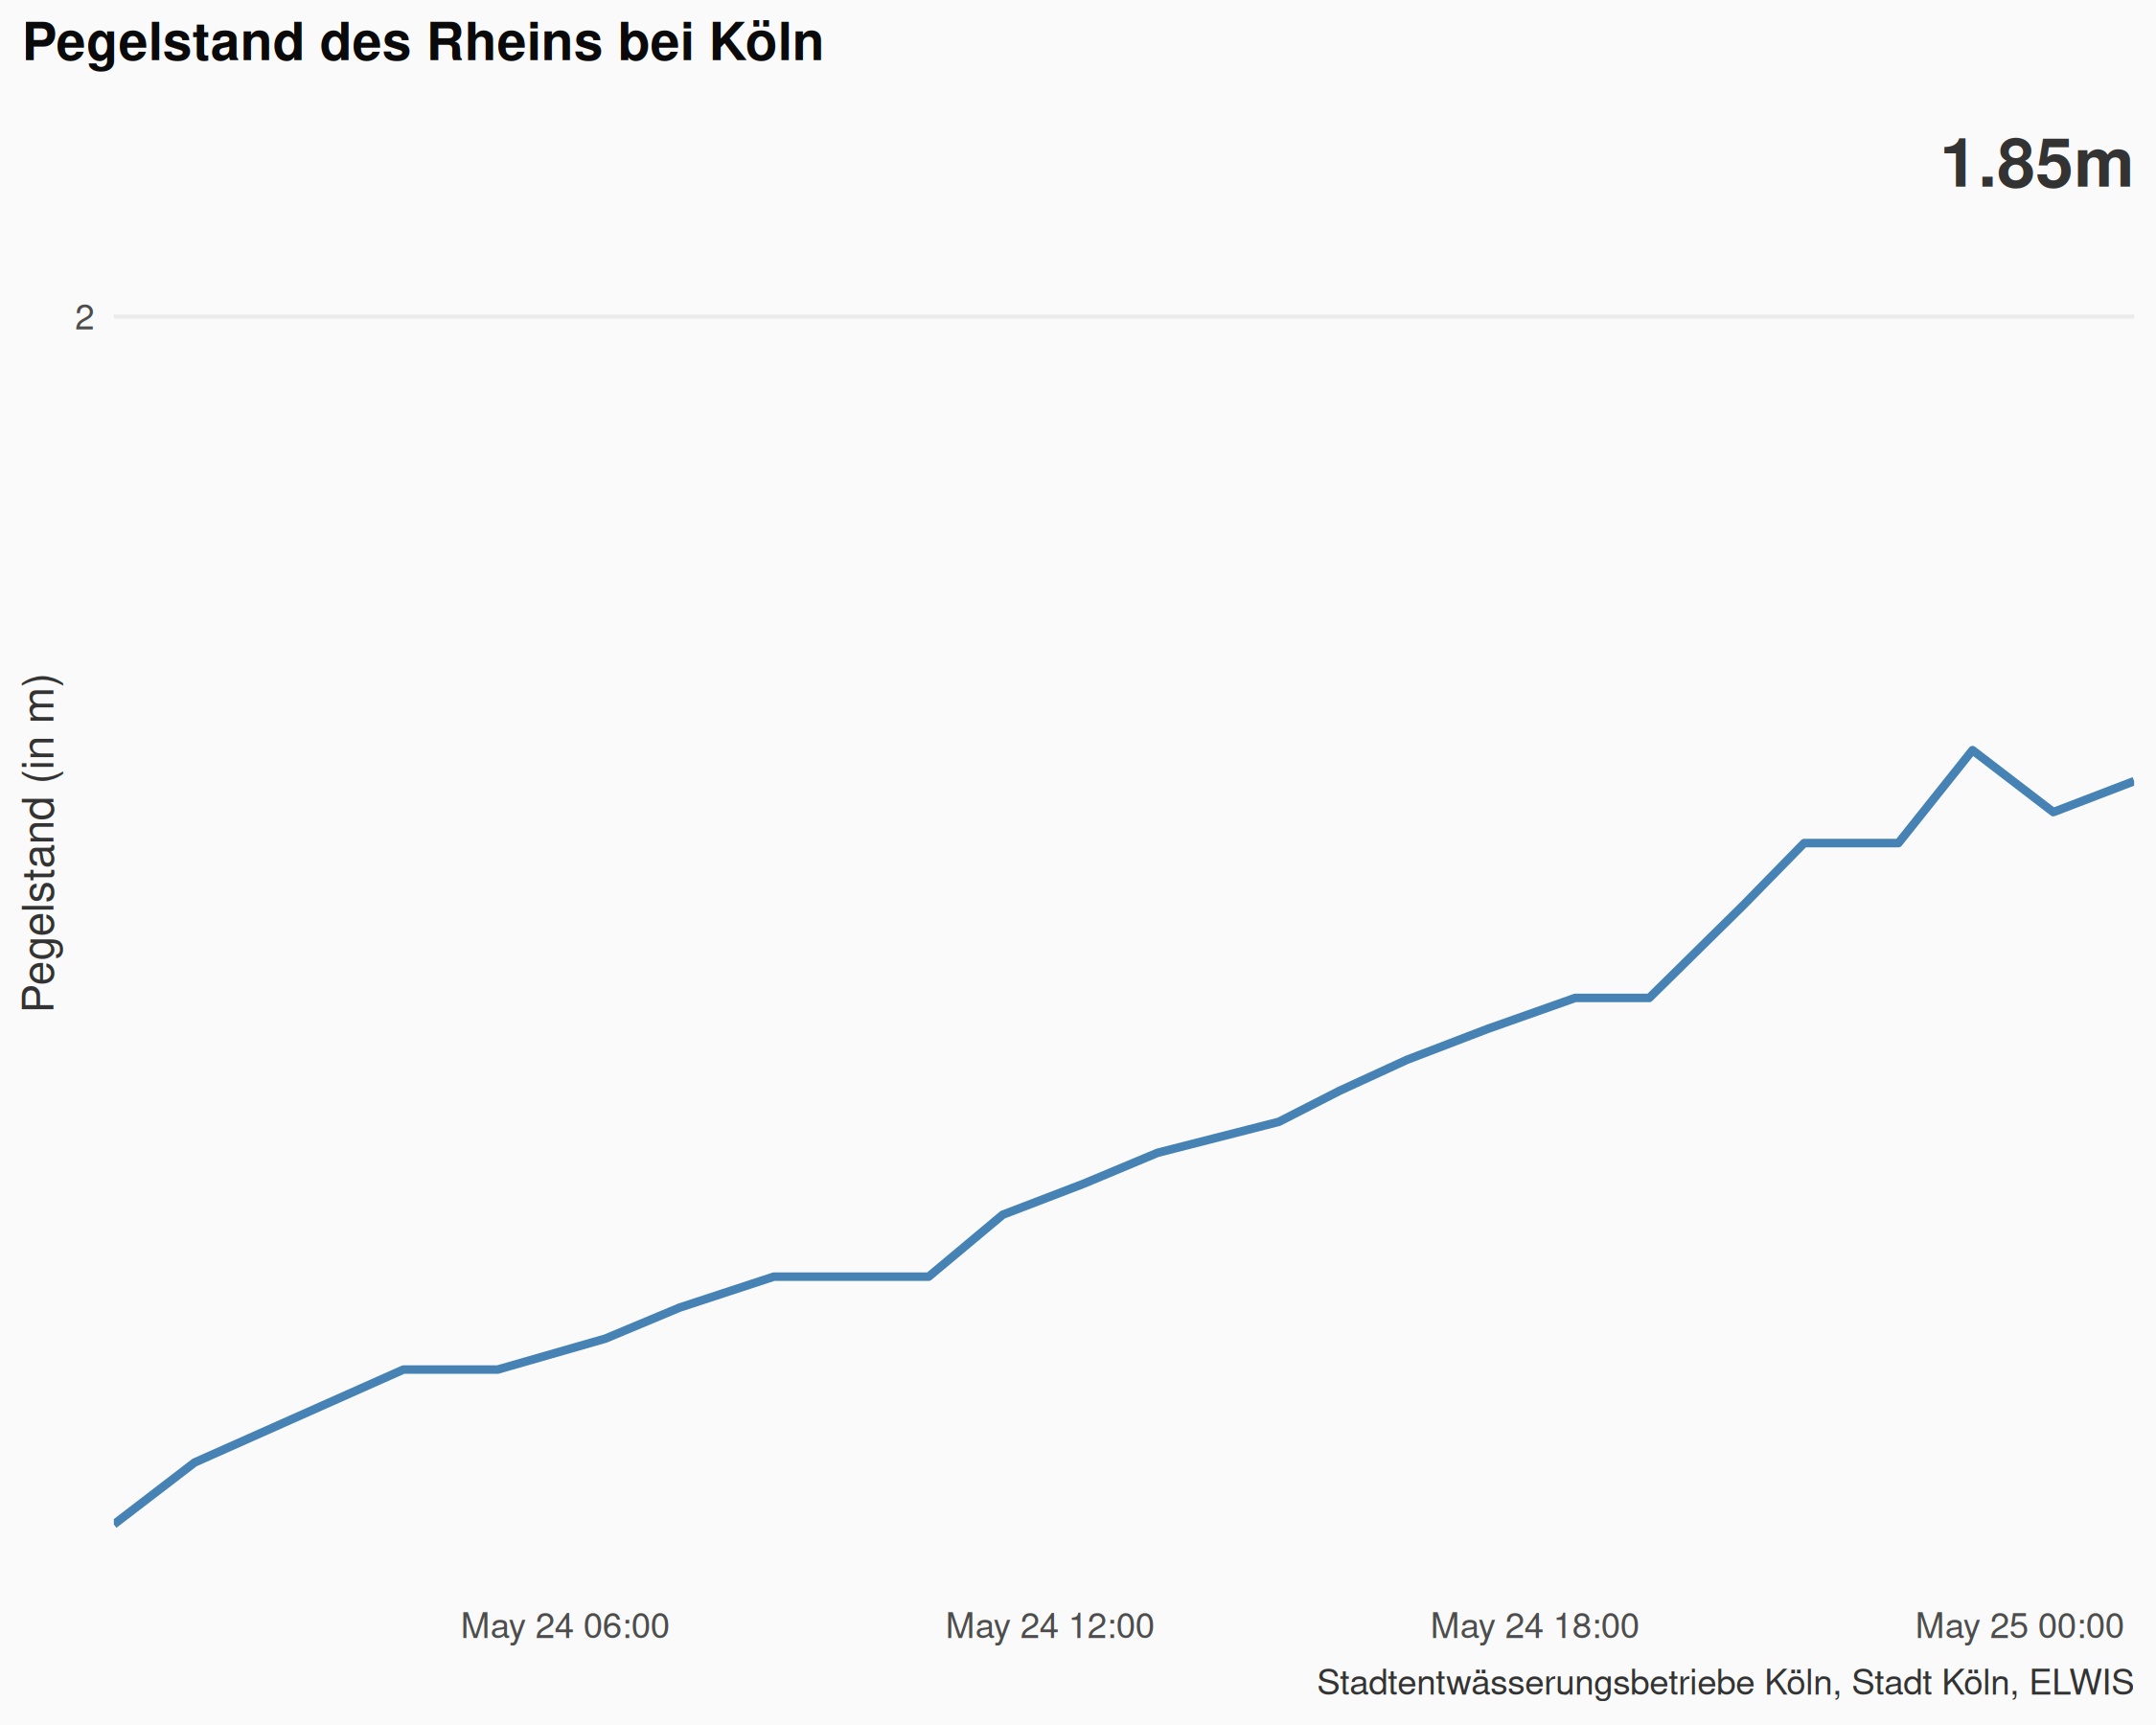 Pegelstand des Rheins bei Köln
1.85m
2
Pegelstand (in m)
May 24 06:00
May 24 12:00
May 24 18:00
May 25 00:00
Stadtentwässerungsbetriebe Köln, Stadt Köln, ELWIS